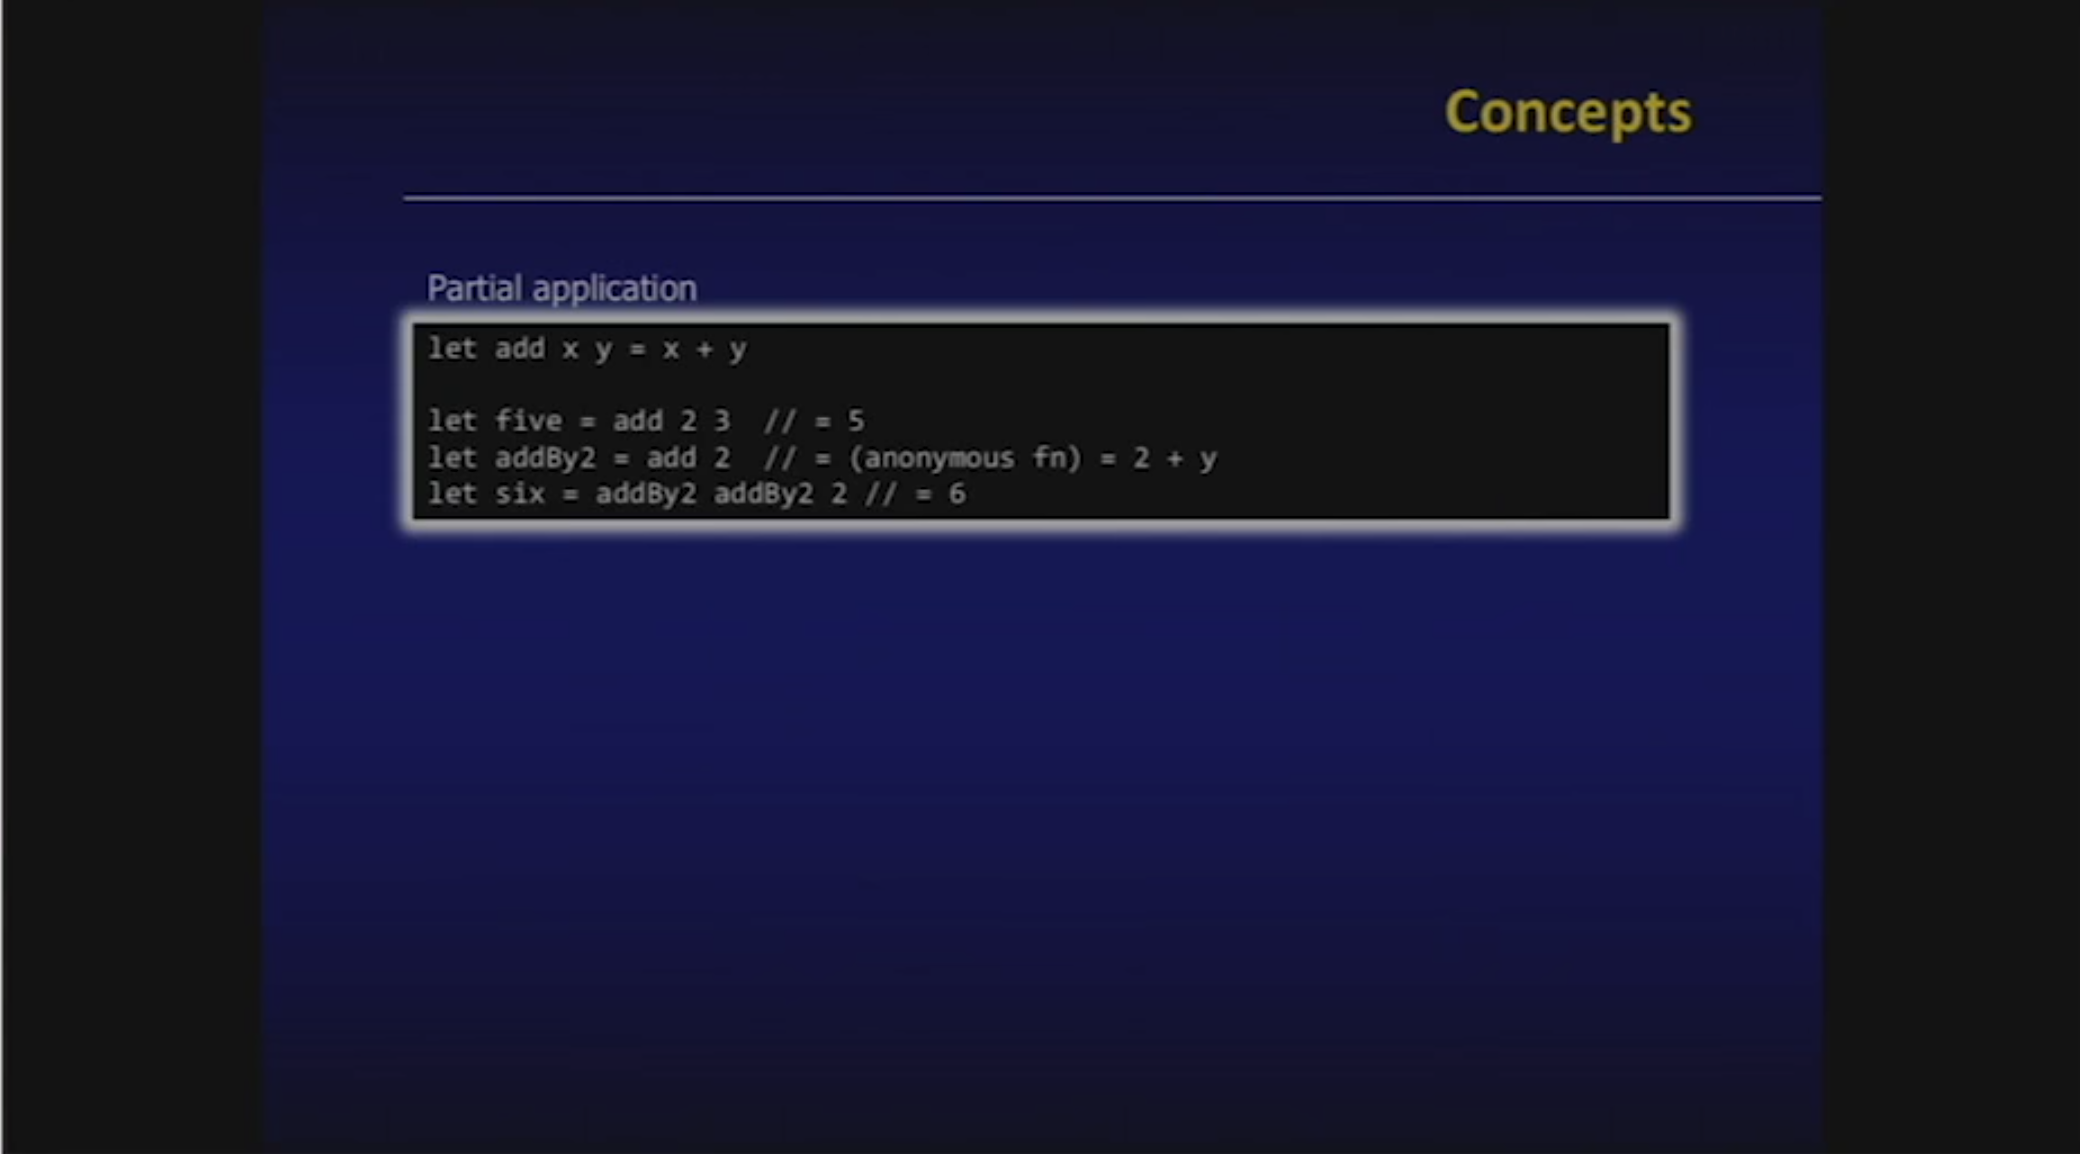 Concepts
Partial application
let add x y = x + y
let five = add 2 3  // = 5
let addBy2 = add 2  // = (anonymous fn) = 2 + y
let six = addBy2 addBy2 2 // = 6